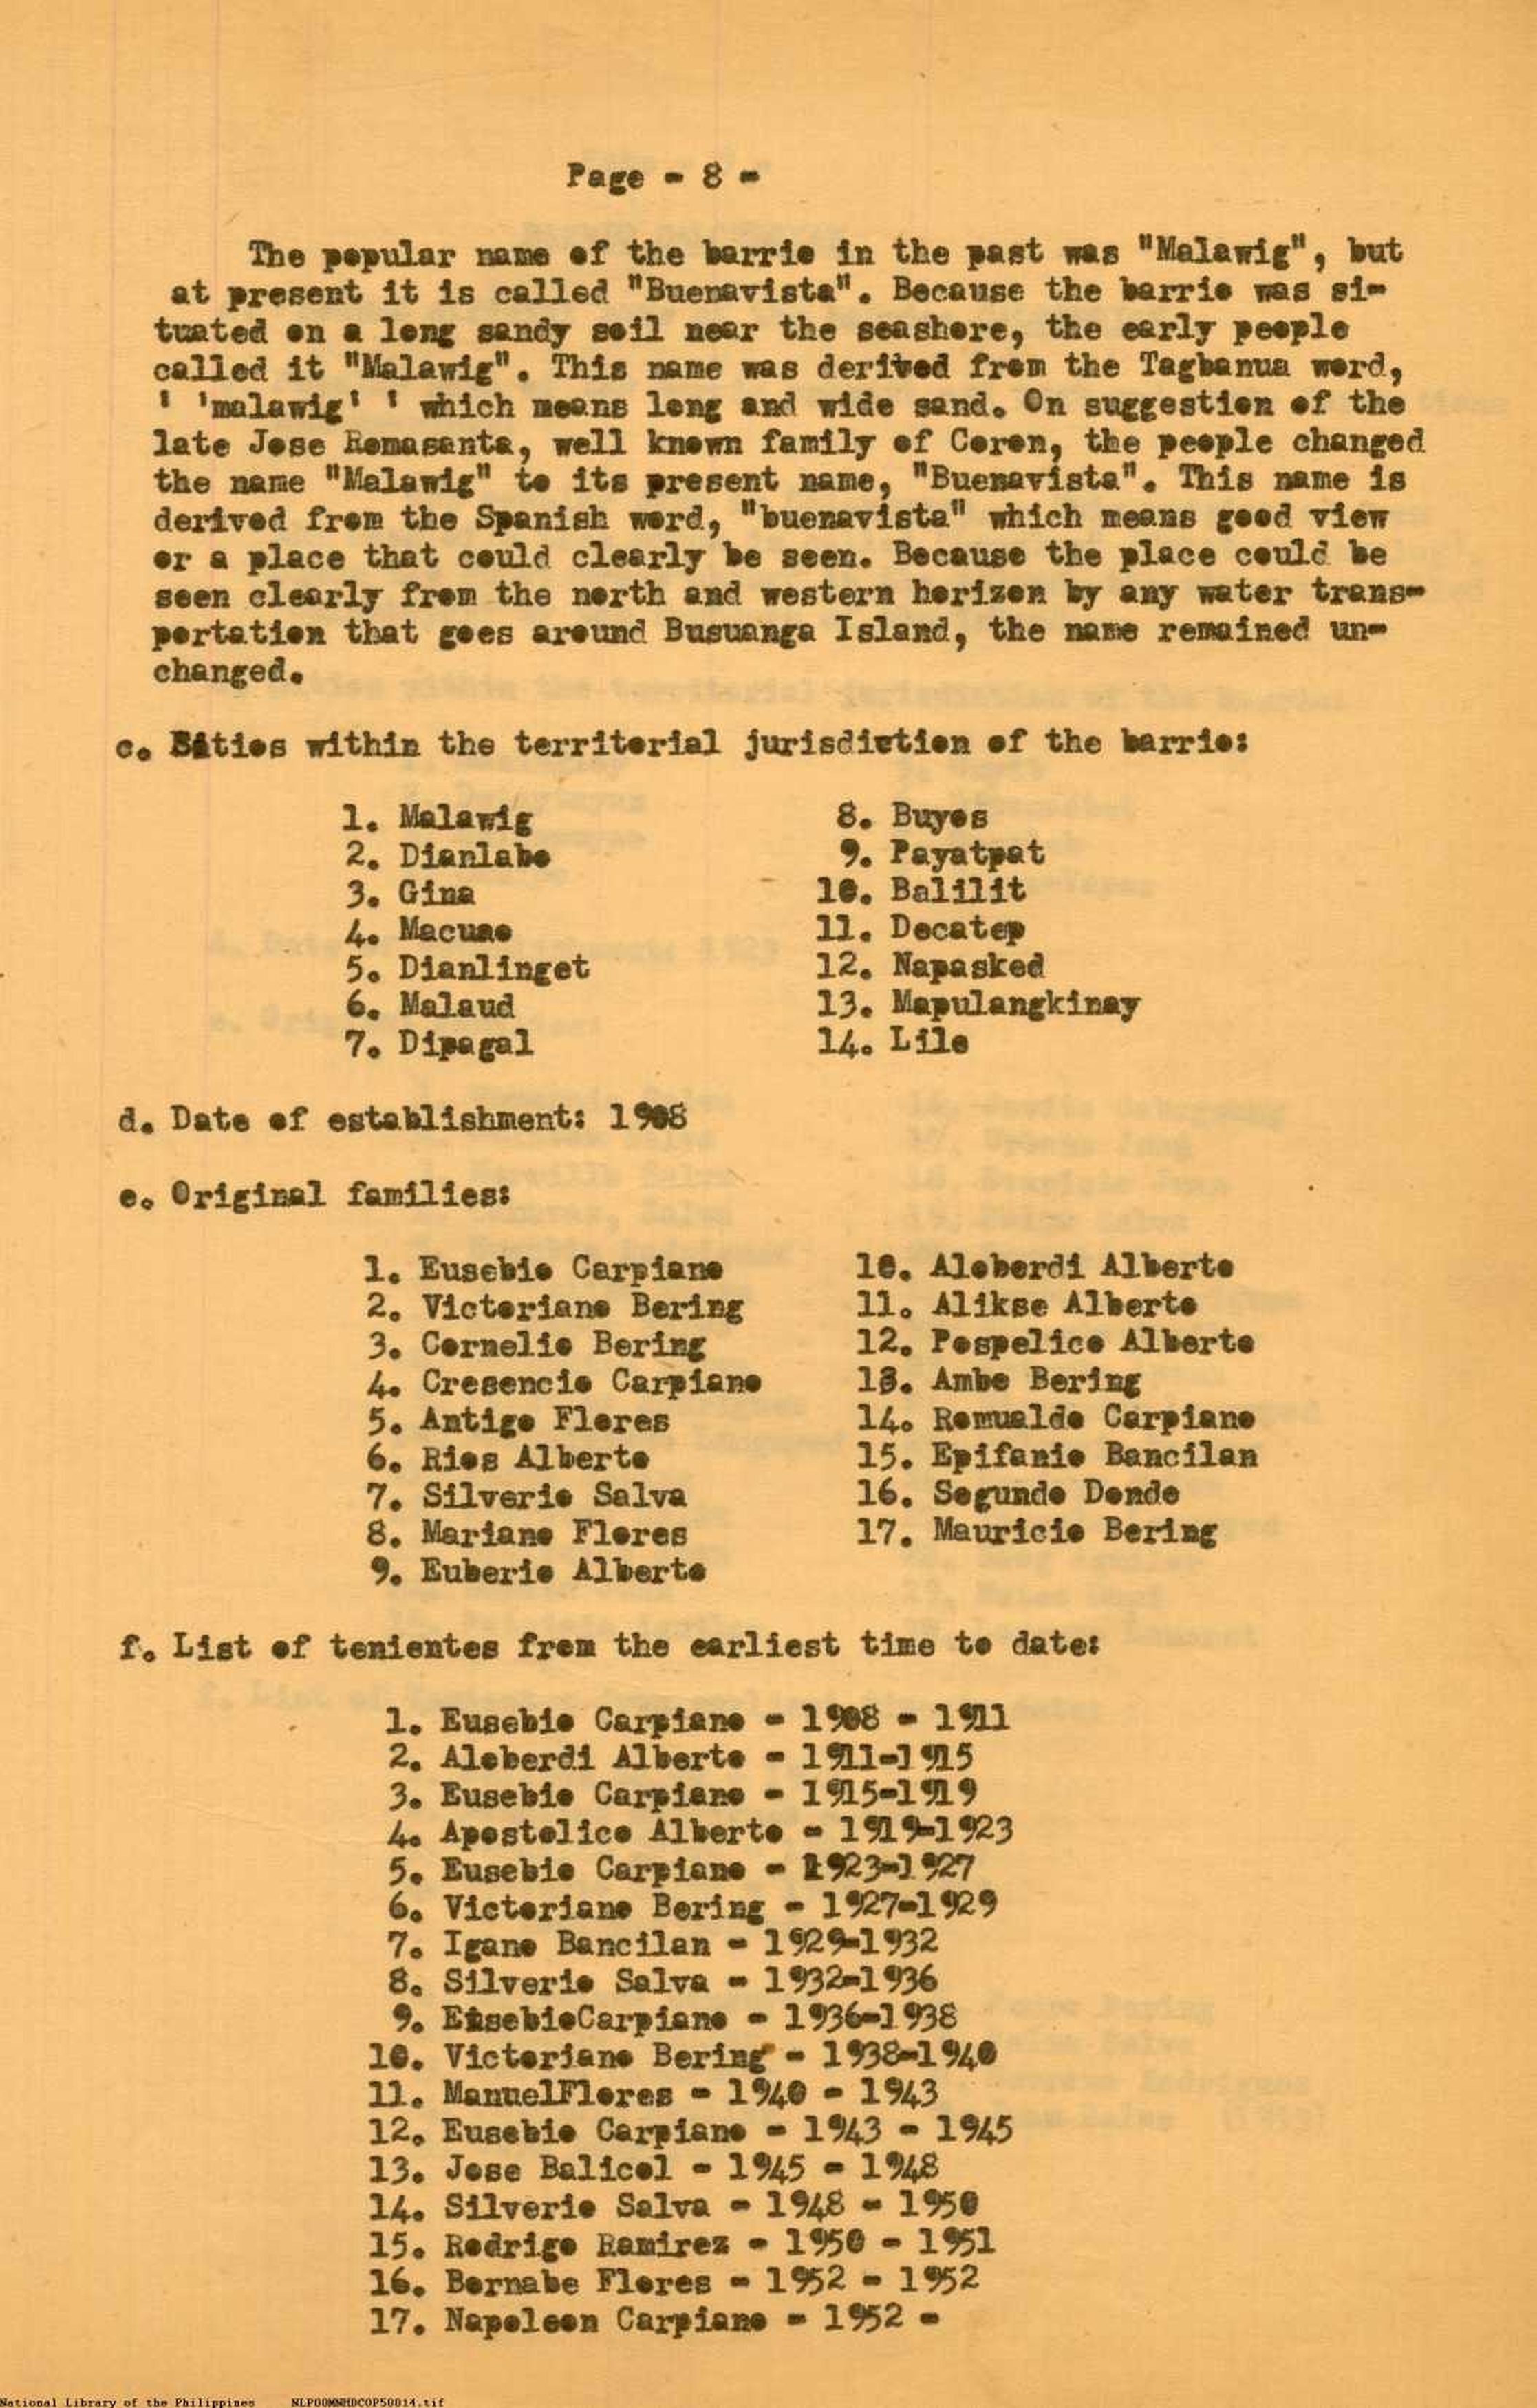 Page - 8 -
The popular name of the barrio in the past was "Malawig", but
at present it is called "Buenavista". Because the barrio was si-
tuated on a long sandy soil near the seashore, the early people
called it "Malawig". This name was derived from the Tagbanua word,
' 'malawig' ' which means long and wide sand. On suggestion of the
late Jose Romasanta, well known family of Coron, the people changed
the name "Malawig" to its present name, "Buenavista". This name is
derived from the Spanish word, "buenavista" which means good view
or a place that could clearly be seen. Because the place could be
seen clearly from the north and western horizon by any water trans-
portation that goes around Busuanga Island, the name remained un-
changed.
c. Sitios within the territorial jurisdiction of the barrio:
1. Malawig
2. Dianlabo
3. Gina
4. Macuao
5. Dianlinget
6. Malaud
7. Dipagal
8. Buyos
9. Payatpat
10. Balilit
11. Decatop
12. Napasked
13. Mapulangkinay
14. Lilo
d. Date of establishment: 1908
e. Original families:
1. Eusebio Carpiano
2. Victoriano Bering
3. Cornelio Bering
4. Cresencio Carpiano
5. Antigo Flores
6. Rios Alberto
7. Silverio Salva
8. Mariano Flores
9. Euberio Alberto
10. Aleberdi Alberto
11. Alikse Alberto
12. Pospolico Alberto
13. Ambo Bering
14. Romualdo Carpiano
15. Epifanio Bancilan
16. Segundo Dondo
17. Mauricio Bering
f. List of tenientes from the earliest time to date:
1. Eusebio Carpiano - 1908 - 1911
2. Aleberdi Alberto - 1911-1915
3. Eusebio Carpiano - 1915-1919
4. Apostolico Alberto - 1919-1923
5. Eusebio Carpiano - 1923-1927
6. Victoriano Bering - 1927-1929
7. Igano Bancilan - 1929-1932
8. Silverio Salva - 1932-1936
9. EusebioCarpiano - 1936-1938
10. Victoriano Bering - 1938-1940
11. ManuelFlores - 1940 - 1943
12. Eusebio Carpiano - 1943 - 1945
13. Jose Balicol - 1945 - 1948
14. Silverio Salva - 1948 - 1950
15. Rodrigo Ramirez - 1950 - 1951
16. Bernabe Flores - 1952 - 1952
17. Napoleon Carpiano - 1952 -
National Library of the Philippines NLPOOMNHDCOP50014.tif